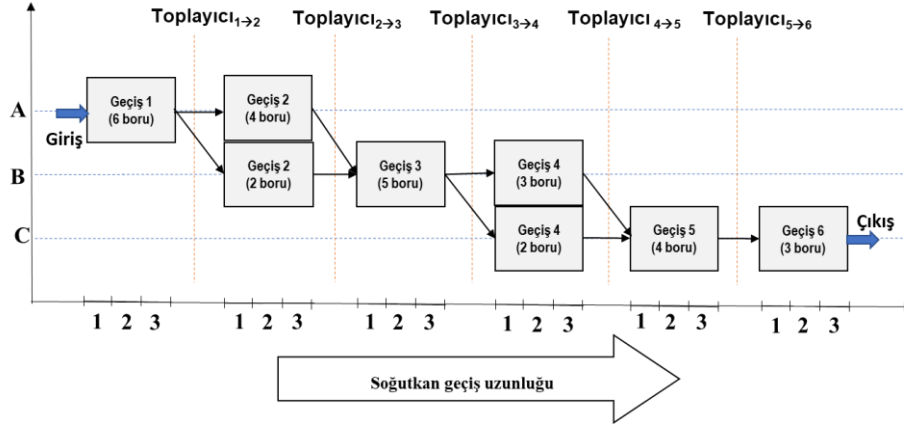 Toplayıcı1→2 Toplayıcı2→3 Toplayıcı3→4 Toplayıcı 4→5 Toplayıcı5→6
A
Giriş
Geçiş 1
(6 boru)
Geçiş 2
(4 boru)
B
Geçiş 2
(2 boru)
Geçiş 3
(5 boru)
Geçiş 4
(3 boru)
C
Geçiş 4
(2 boru)
Geçiş 5
(4 boru)
Geçiş 6
(3 boru)
Çıkış
1 2 3 1 2 3 1 2 3 1 2 3 1 2 3 1 2 3
Soğutkan geçiş uzunluğu